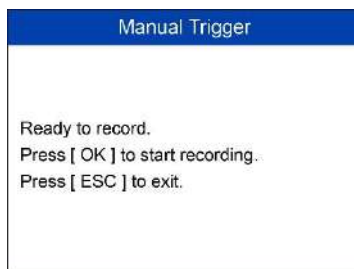 Manual Trigger
Ready to record.
Press [ OK ] to start recording.
Press [ ESC ] to exit.